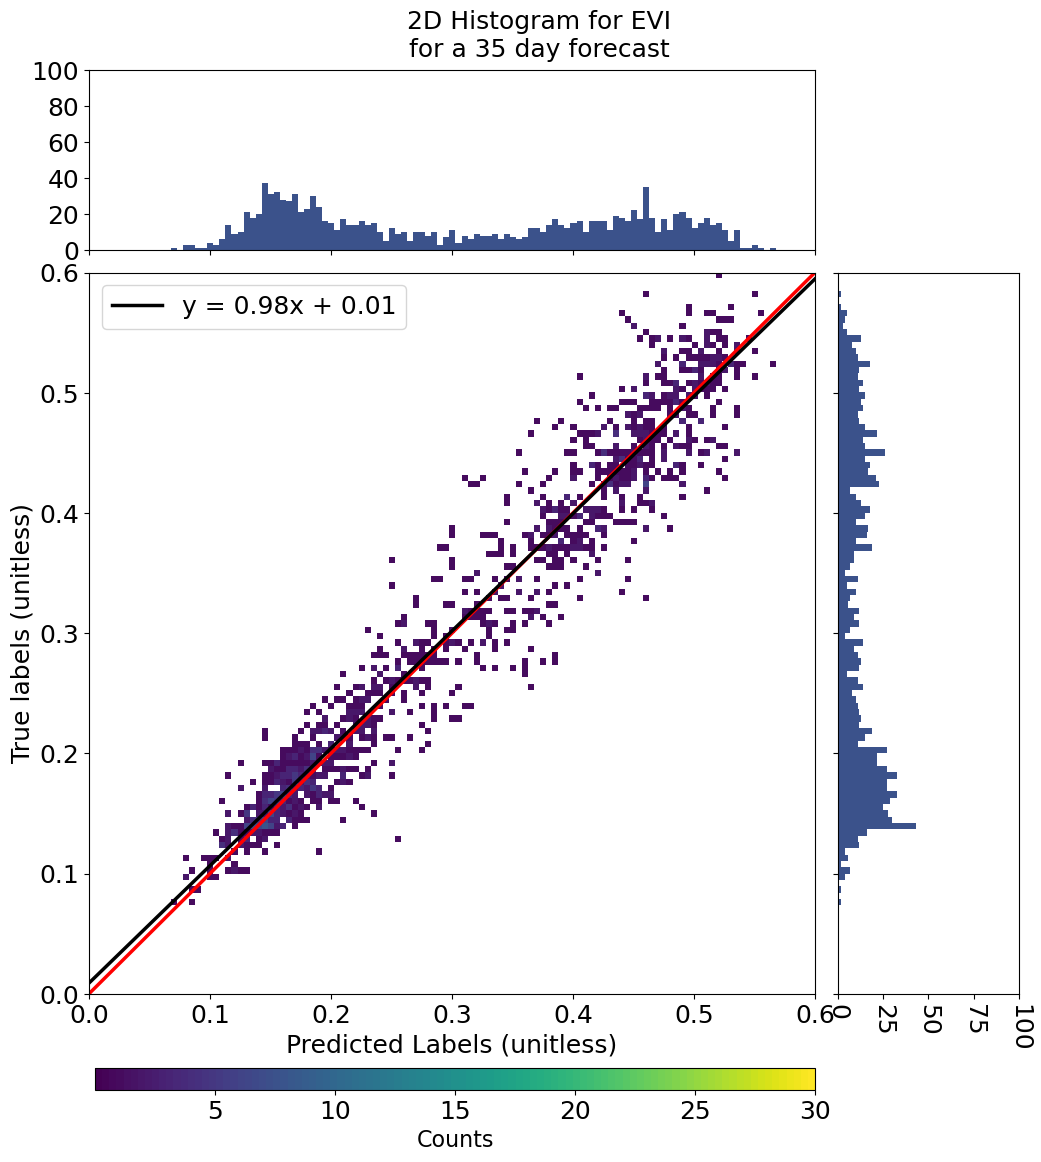 2D Histogram for EVI
for a 35 day forecast
100
80
60
40
20
0
0.6
0.5
0.4
0.3
0.2
0.1
0.0
y = 0.98x + 0.01
True labels (unitless)
0.0 0.1 0.2 0.3 0.4 0.5 0.6
Predicted Labels (unitless)
0 25 50 75 100
5 10 15 20 25 30
Counts